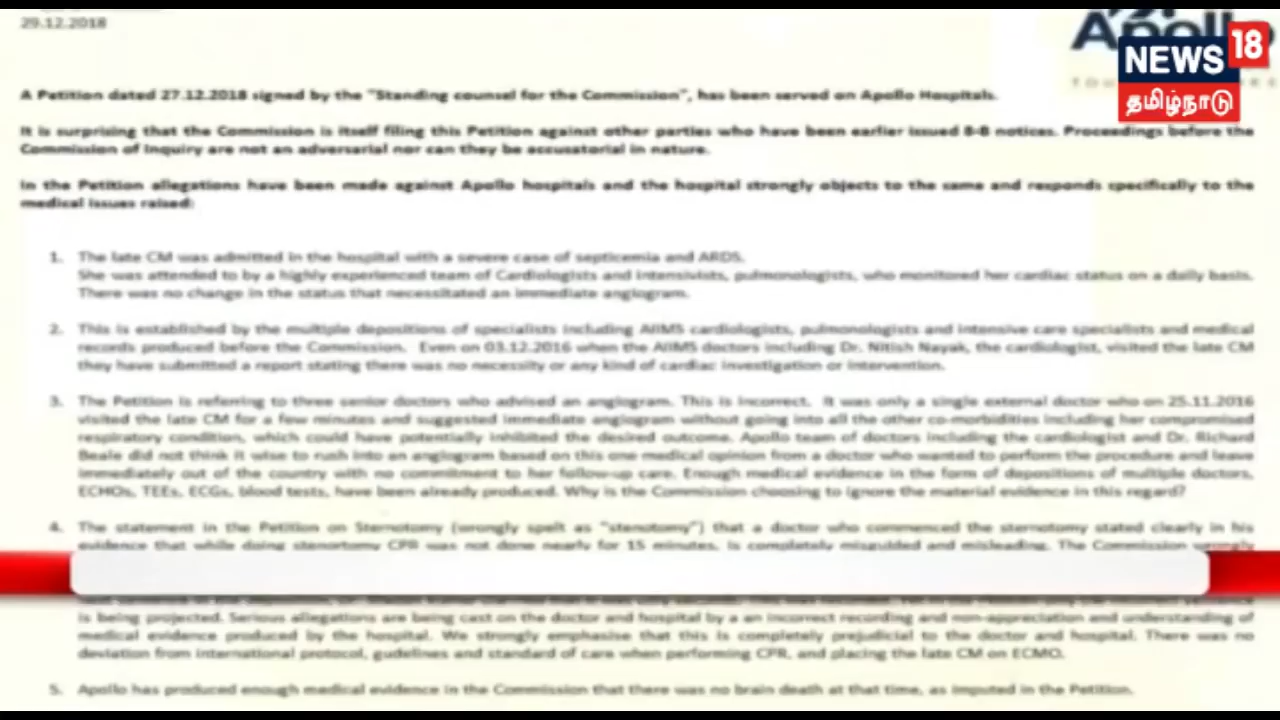 29.12.2018
Apollo
NEWS 18
தமிழ்நாடு
A Petition dated 27.12.2018 signed by the "Standing counsel for the Commission", has been served on Apollo Hospitals.
It is surprising that the Commission is itself filing this Petition against other parties who have been earlier issued 8-B notices. Proceedings before the
Commission of Inquiry are not an adversarial nor can they be accusatorial in nature.
In the Petition allegations have been made against Apollo hospitals and the hospital strongly objects to the same and responds specifically to the
medical issues raised:
1. The late CM was admitted in the hospital with a severe case of septicemia and ARDS.
She was attended to by a highly experienced team of Cardiologists and Intensivists, pulmonologists, who monitored her cardiac status on a daily basis.
There was no change in the status that necessitated an immediate angiogram.
2. This is established by the multiple depositions of specialists including AIIMS cardiologists, pulmonologists and intensive care specialists and medical
records produced before the Commission. Even on 03.12.2016 when the AIIMS doctors including Dr. Nitish Nayak, the cardiologist, visited the late CM
they have submitted a report stating there was no necessity or any kind of cardiac investigation or intervention.
3. The Petition is referring to three senior doctors who advised an angiogram. This is incorrect. It was only a single external doctor who on 25.11.2016
visited the late CM for a few minutes and suggested immediate angiogram without going into all the other co-morbidities including her compromised
respiratory condition, which could have potentially inhibited the desired outcome. Apollo team of doctors including the cardiologist and Dr. Richard
Beale did not think it wise to rush into an angiogram based on this one medical opinion from a doctor who wanted to perform the procedure and leave
immediately out of the country with no commitment to her follow-up care. Enough medical evidence in the form of depositions of multiple doctors,
ECHOs, TEEs, ECGs, blood tests, have been already produced. Why is the Commission choosing to ignore the material evidence in this regard?
4. The statement in the Petition on Sternotomy (wrongly spelt as "stenotomy") that a doctor who commenced the sternotomy stated clearly in his
evidence that while doing stenortomy CPR was not done nearly for 15 minutes, is completely misguided and misleading. The Commission wrongly
is being projected. Serious allegations are being cast on the doctor and hospital by a an incorrect recording and non-appreciation and understanding of
medical evidence produced by the hospital. We strongly emphasise that this is completely prejudicial to the doctor and hospital. There was no
deviation from international protocol, gudelines and standard of care when performing CPR, and placing the late CM on ECMO.
5. Apollo has produced enough medical evidence in the Commission that there was no brain death at that time, as imputed in the Petition.